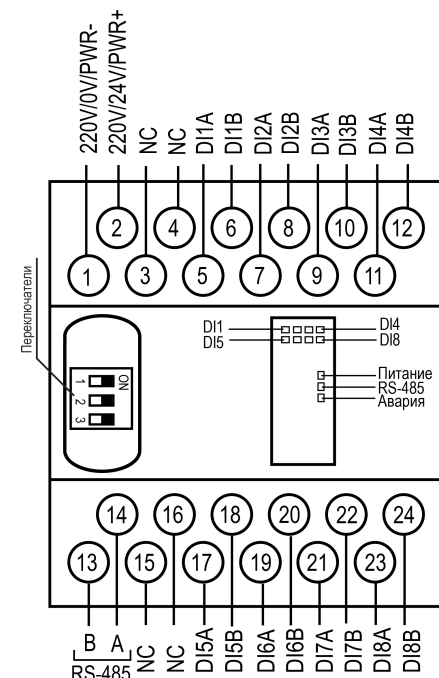 220V/0V/PWR-
220V/24V/PWR+
NC
NC
DI1A
DI1B
DI2A
DI2B
DI3A
DI3B
DI4A
DI4B
2 4 6 8 10 12
1 3 5 7 9 11
Переключатели
ON
1
2
3
DI1 DI4
DI5 DI8
Питание
RS-485
Авария
14 16 18 20 22 24
13 15 17 19 21 23
B A
RS-485
NC
NC
DI5A
DI5B
DI6A
DI6B
DI7A
DI7B
DI8A
DI8B